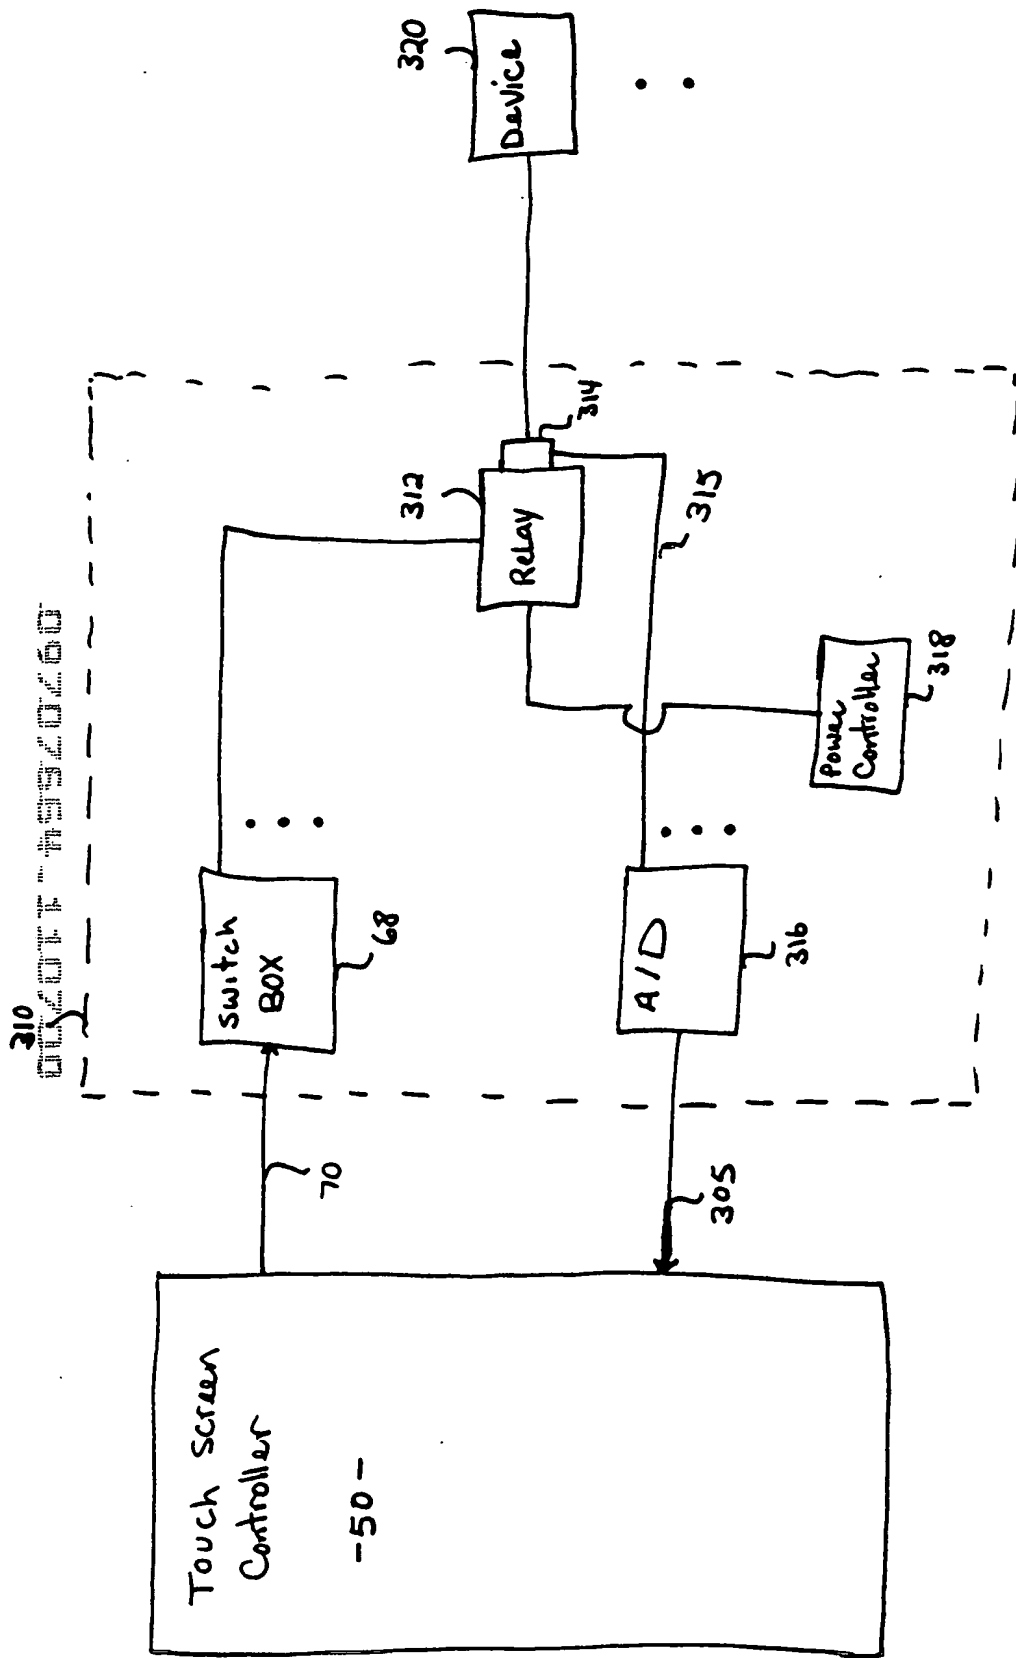 310
Touch screen
Controller
-50-
70
305
Switch
BOX
68
A/D
316
312
Relay
314
315
Power
Controller
318
320
Device